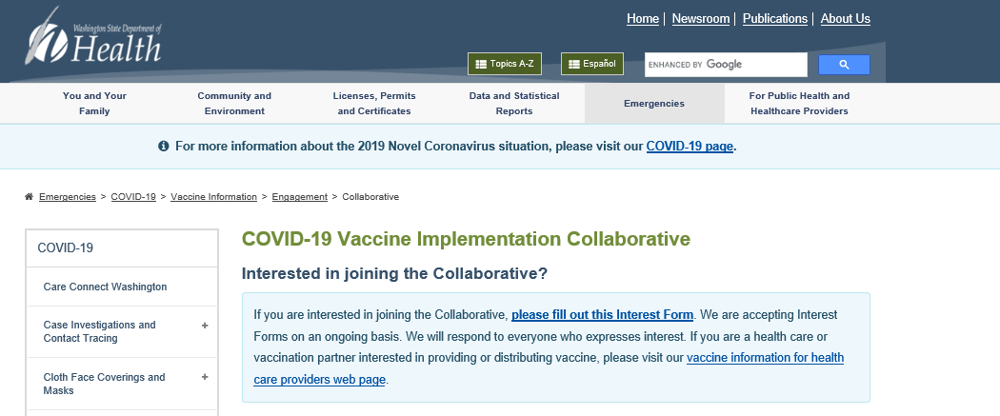 Home | Newsroom | Publications | About Us
Washington State Department of
Health
Topics A-Z
Español
ENHANCED BY Google
You and Your
Family
Community and
Environment
Licenses, Permits
and Certificates
Data and Statistical
Reports
Emergencies
For Public Health and
Healthcare Providers
For more information about the 2019 Novel Coronavirus situation, please visit our COVID-19 page.
Emergencies > COVID-19 > Vaccine Information > Engagement > Collaborative
COVID-19
Care Connect Washington
Case Investigations and
Contact Tracing
+
Cloth Face Coverings and
Masks
+
COVID-19 Vaccine Implementation Collaborative
Interested in joining the Collaborative?
If you are interested in joining the Collaborative, please fill out this Interest Form. We are accepting Interest
Forms on an ongoing basis. We will respond to everyone who expresses interest. If you are a health care or
vaccination partner interested in providing or distributing vaccine, please visit our vaccine information for health
care providers web page.